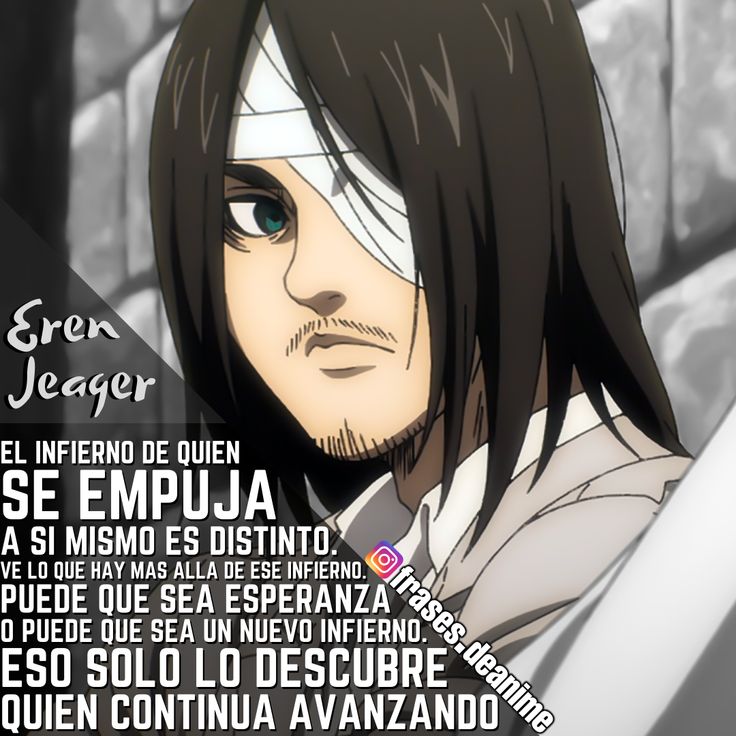 Eren
Jeager
EL INFIERNO DE QUIEN
SE EMPUJA
A SI MISMO ES DISTINTO.
VE LO QUE HAY MAS ALLA DE ESE INFIERNO.
PUEDE QUE SEA ESPERANZA
O PUEDE QUE SEA UN NUEVO INFIERNO.
ESO SOLO LO DESCUBRE
QUIEN CONTINUA AVANZANDO
frases.deanime